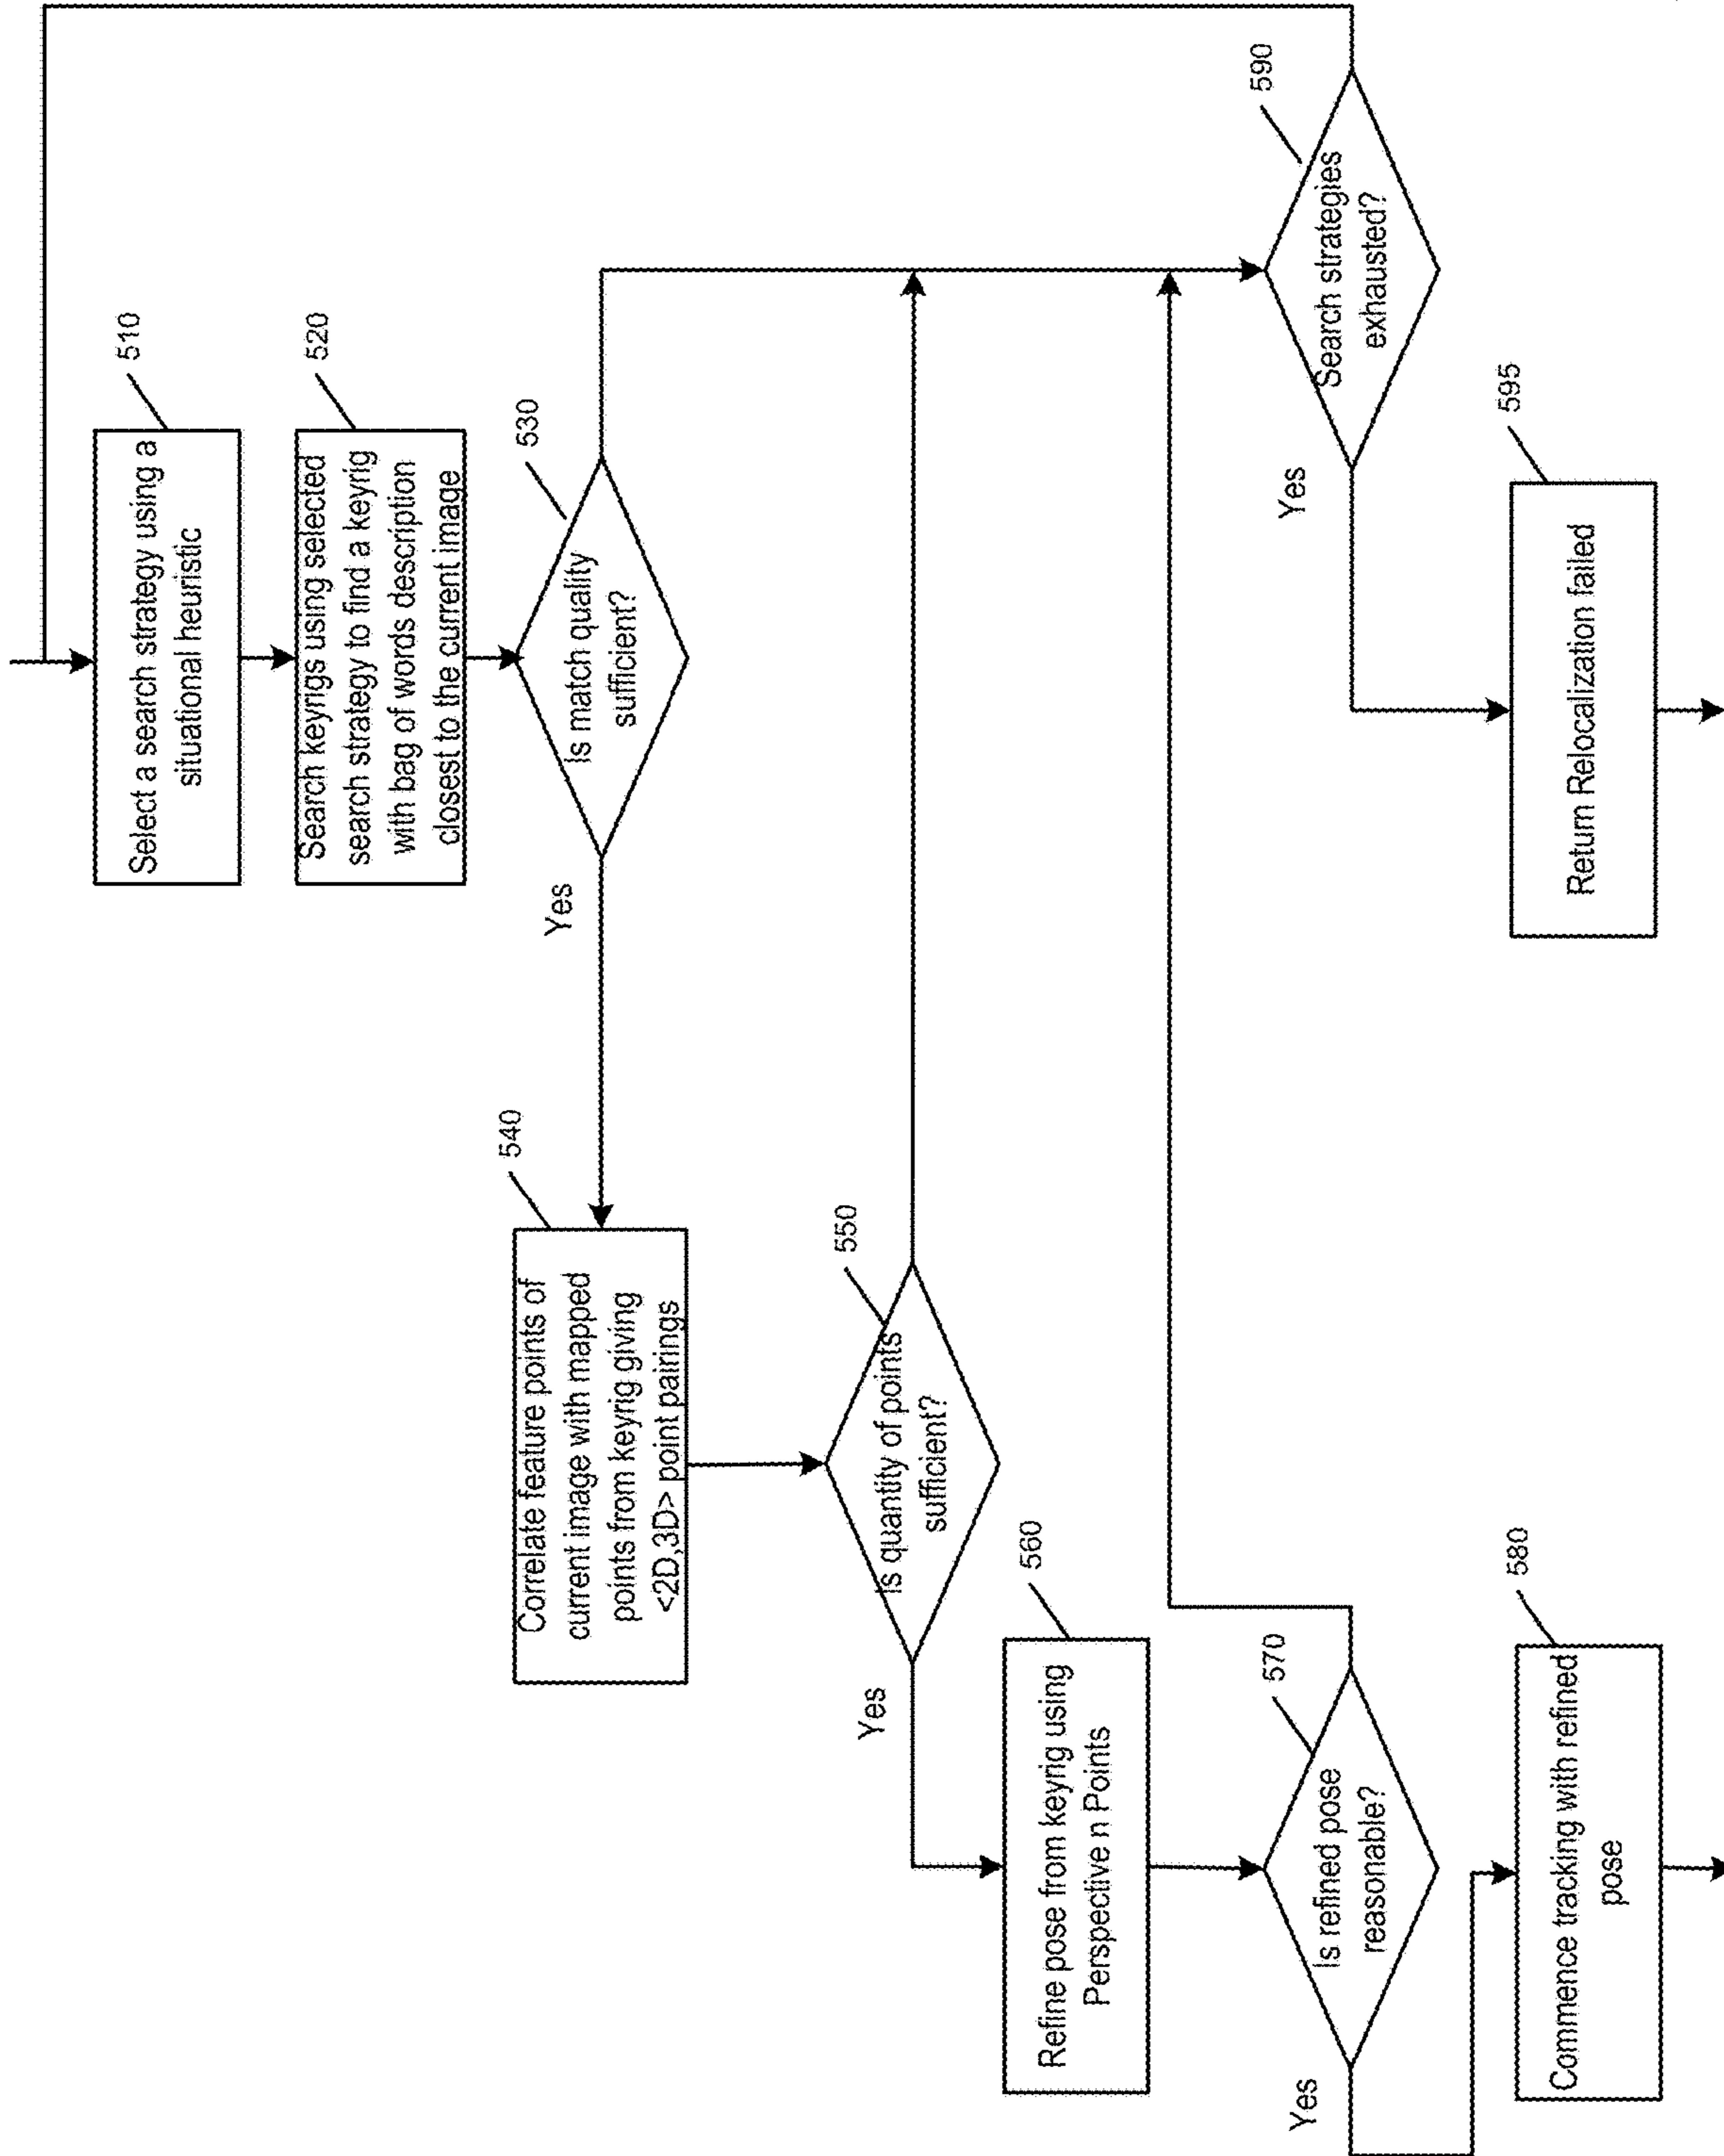 510
Select a search strategy using a
situational heuristic
520
Search keyrigs using selected
search strategy to find a keyrig
with bag of words description
closest to the current image
530
Is match quality
sufficient?
Yes
540
Correlate feature points of
current image with mapped
points from keyrig giving
<2D,3D> point pairings
550
Is quantity of points
sufficient?
Yes
560
Refine pose from keyrig using
Perspective n Points
570
Is refined pose
reasonable?
Yes
580
Commence tracking with refined
pose
590
Search strategies
exhausted?
Yes
595
Return Relocalization failed